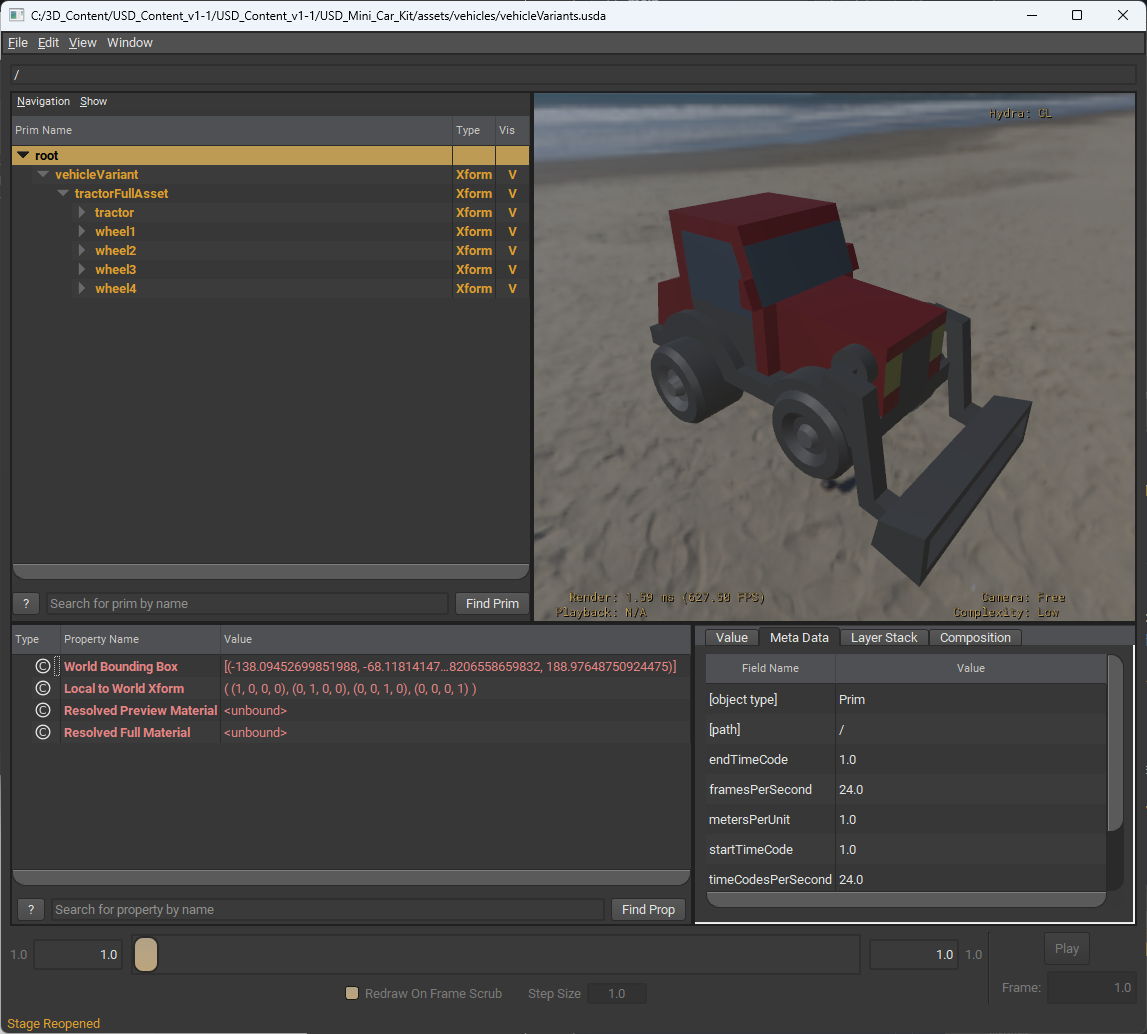 C:/3D_Content/USD_Content_v1-1/USD_Content_v1-1/USD_Mini_Car_Kit/assets/vehicles/vehicleVariants.usda
File Edit View Window
/
Navigation Show
Prim Name Type Vis
root
vehicleVariant Xform V
tractorFullAsset Xform V
tractor Xform V
wheel1 Xform V
wheel2 Xform V
wheel3 Xform V
wheel4 Xform V
? Search for prim by name Find Prim
Hydra: GL
Render: 1.59 ms (627.50 FPS)
Playback: N/A
Camera: Free
Complexity: Low
Type Property Name Value
© World Bounding Box [(-138.09452699851988, -68.11814147...8206558659832, 188.97648750924475)]
© Local to World Xform ( (1, 0, 0, 0), (0, 1, 0, 0), (0, 0, 1, 0), (0, 0, 0, 1) )
© Resolved Preview Material <unbound>
© Resolved Full Material <unbound>
? Search for property by name Find Prop
Value Meta Data Layer Stack Composition
Field Name Value
[object type] Prim
[path] /
endTimeCode 1.0
framesPerSecond 24.0
metersPerUnit 1.0
startTimeCode 1.0
timeCodesPerSecond 24.0
1.0 1.0 1.0 1.0 Play
Redraw On Frame Scrub Step Size 1.0 Frame: 1.0
Stage Reopened